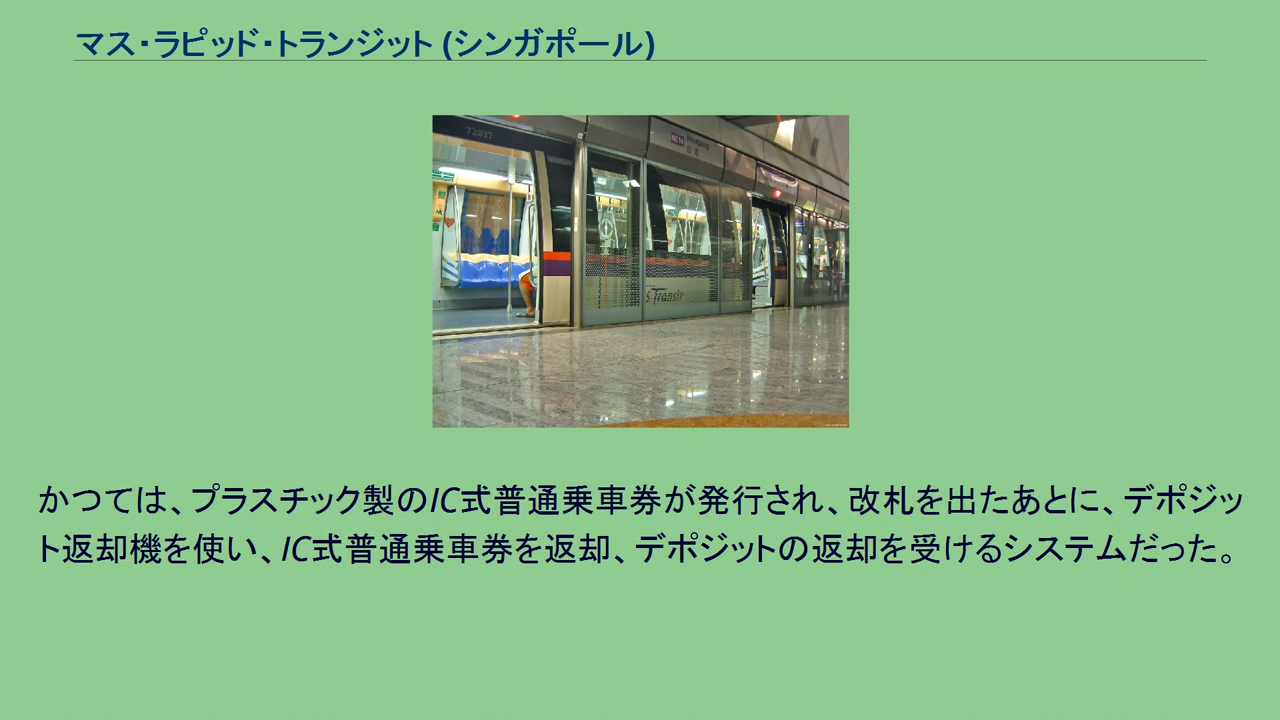 マス・ラピッド・トランジット (シンガポール)
72037
NE14
Hougang
s Transit
かつては、プラスチック製のIC式普通乗車券が発行され、改札を出たあとに、デポジッ
ト返却機を使い、IC式普通乗車券を返却、デポジットの返却を受けるシステムだった。